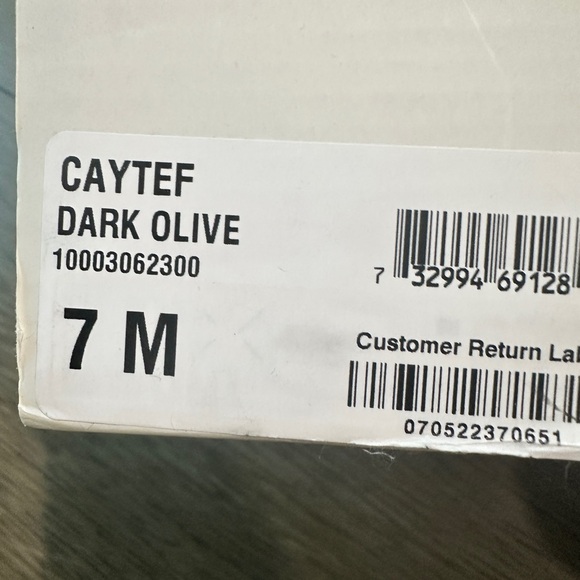 CAYTEF
DARK OLIVE
10003062300
7 M
7 32994 69128
Customer Return
070522370651